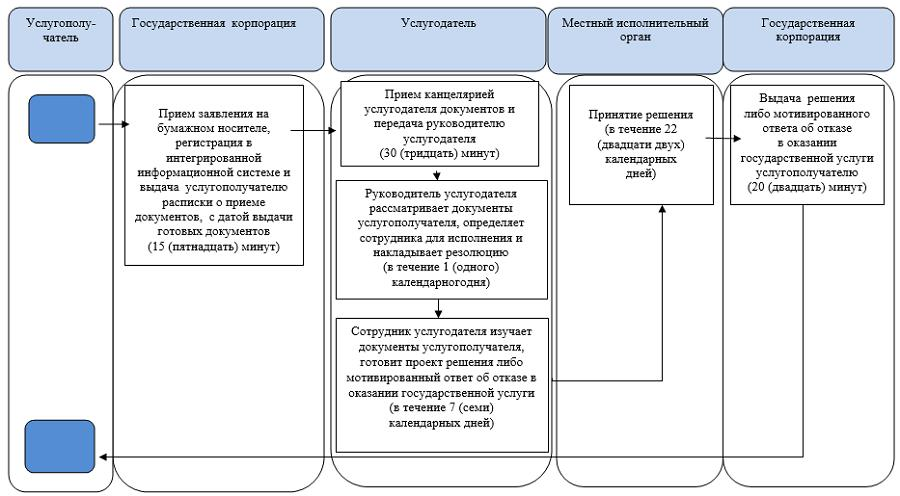 Услугополу-
чатель
Государственная корпорация
Услугодатель
Местный исполнительный
орган
Государственная
корпорация
Прием заявления на
бумажном носителе,
регистрация в
интегрированной
информационной системе и
выдача услугополучателю
расписки о приеме
документов, с датой выдачи
готовых документов
(15 (пятнадцать) минут)
Прием канцелярией
услугодателя документов и
передача руководителю
услугодателя
(30 (тридцать) минут)
Руководитель услугодателя
рассматривает документы
услугополучателя, определяет
сотрудника для исполнения и
накладывает резолюцию
(в течение 1 (одного)
календарногодня)
Сотрудник услугодателя изучает
документы услугополучателя,
готовит проект решения либо
мотивированный ответ об отказе в
оказании государственной услуги
(в течение 7 (семи)
календарных дней)
Принятие решения
(в течение 22
(двадцати двух)
календарных
дней)
Выдача решения
либо мотивированного
ответа об отказе
в оказании
государственной услуги
услугополучателю
(20 (двадцать) минут)